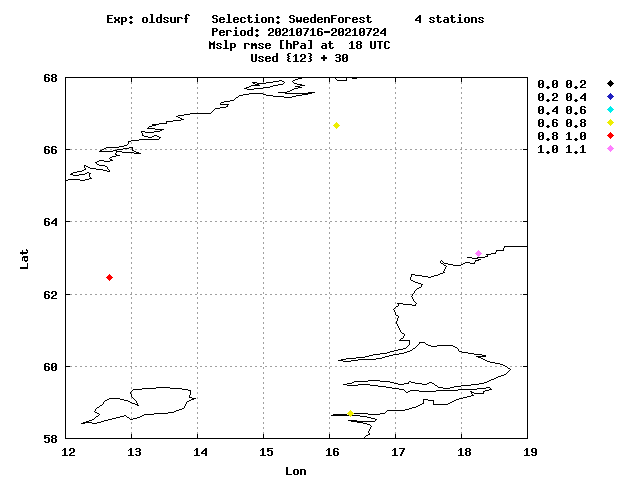 Exp: oldsurf   Selection: SwedenForest      4 stations
Period: 20210716-20210724
Mslp rmse [hPa] at  18 UTC
Used {12} + 30
0.0 0.2
0.2 0.4
0.4 0.6
0.6 0.8
0.8 1.0
1.0 1.1
68
66
64
62
60
58
Lat
12 13 14 15 16 17 18 19
Lon